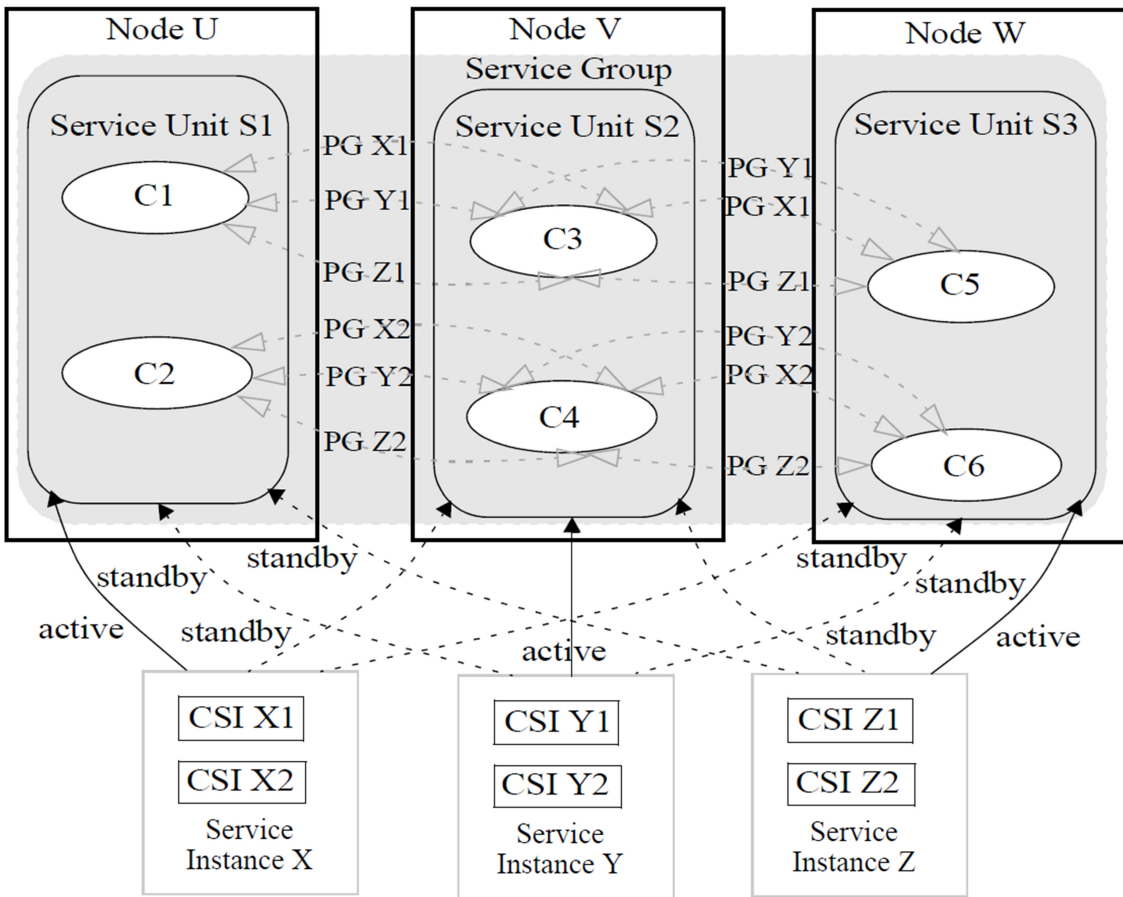 Node U
Node V
Node W
Service Group
Service Unit S1
Service Unit S2
Service Unit S3
PG X1
PG Y1
C1
PG Y1
PG X1
C3
PG Z1
PG Z1
C5
PG X2
PG Y2
C2
PG Y2
PG X2
C4
PG Z2
PG Z2
C6
standby
standby
standby
standby
active
standby
active
standby
active
CSI X1
CSI Y1
CSI Z1
CSI X2
CSI Y2
CSI Z2
Service
Instance X
Service
Instance Y
Service
Instance Z